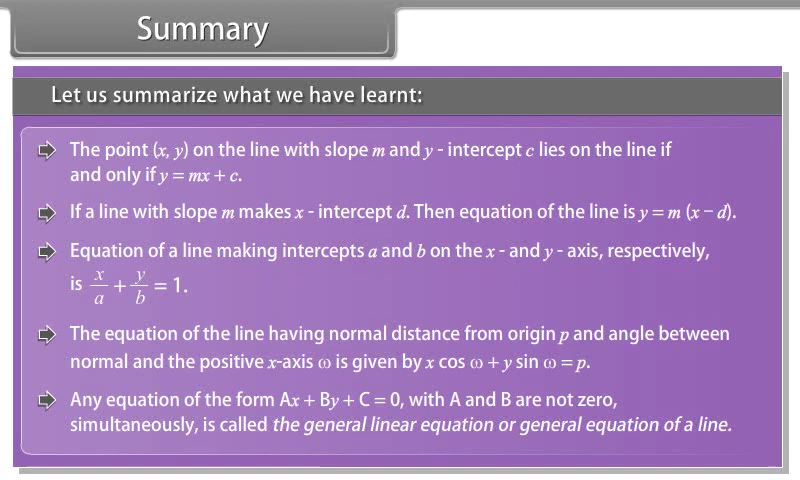 Summary
Let us summarize what we have learnt:
The point (x, y) on the line with slope m and y - intercept c lies on the line if
and only if y = mx + c.
If a line with slope m makes x - intercept d. Then equation of the line is y = m (x − d).
Equation of a line making intercepts a and b on the x - and y - axis, respectively,
is x/a + y/b = 1.
The equation of the line having normal distance from origin p and angle between
normal and the positive x-axis ω is given by x cos ω + y sin ω = p.
Any equation of the form Ax + By + C = 0, with A and B are not zero,
simultaneously, is called the general linear equation or general equation of a line.